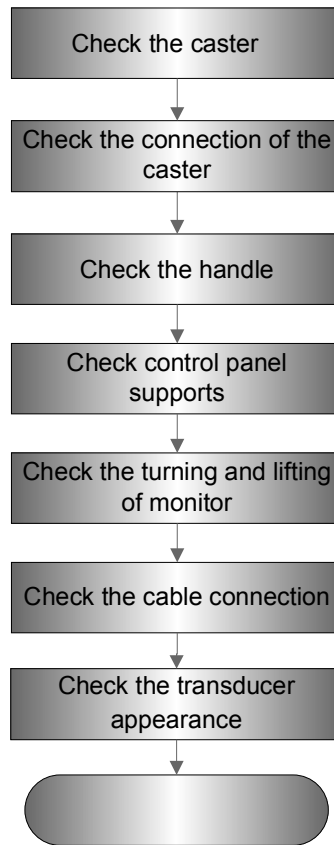 Check the caster
Check the connection of the
caster
Check the handle
Check control panel
supports
Check the turning and lifting
of monitor
Check the cable connection
Check the transducer
appearance